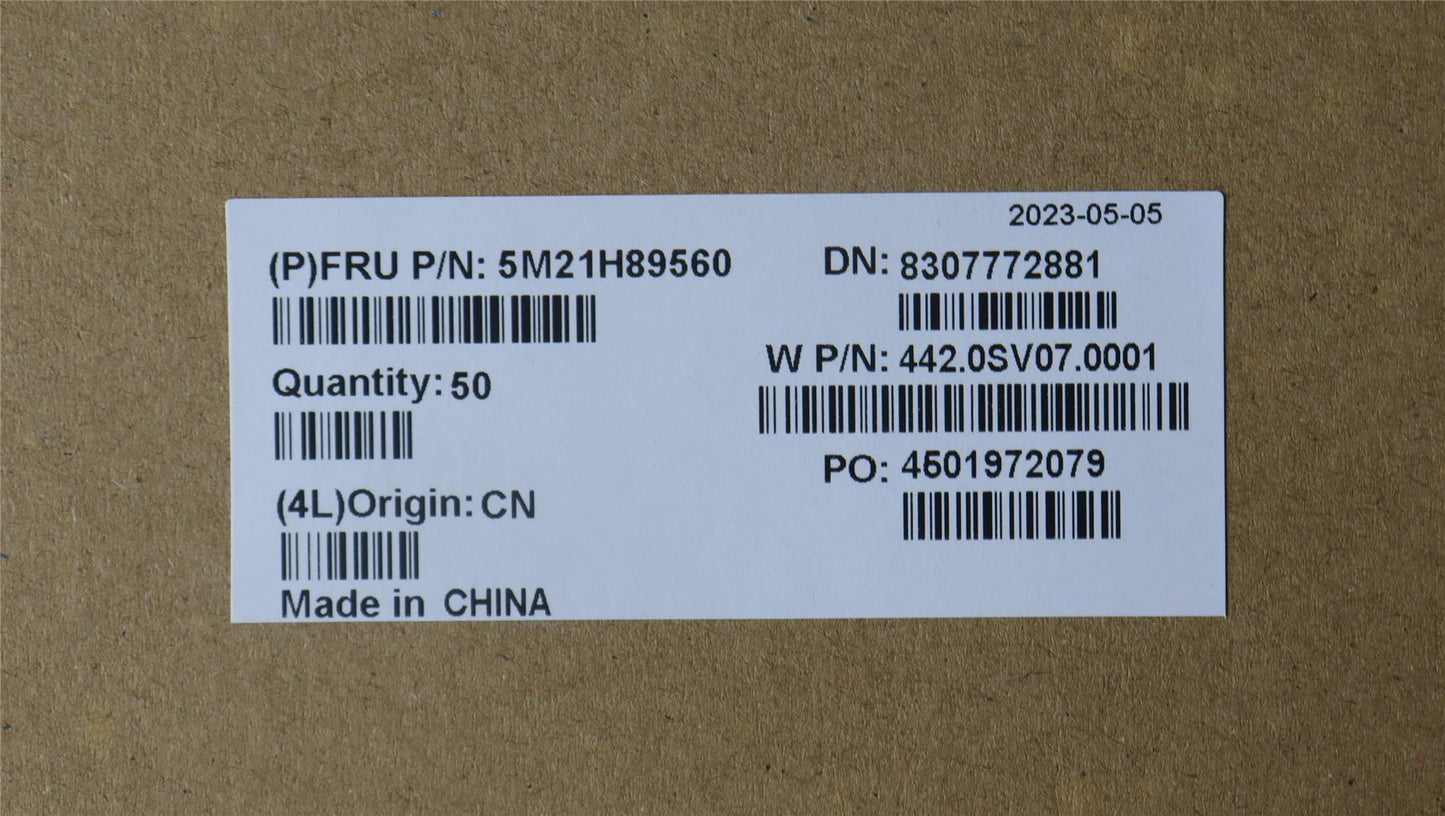 2023-05-05
(P)FRU P/N: 5M21H89560
DN: 8307772881
W P/N: 442.0SV07.0001
Quantity: 50
PO: 4501972079
(4L)Origin: CN
Made in CHINA